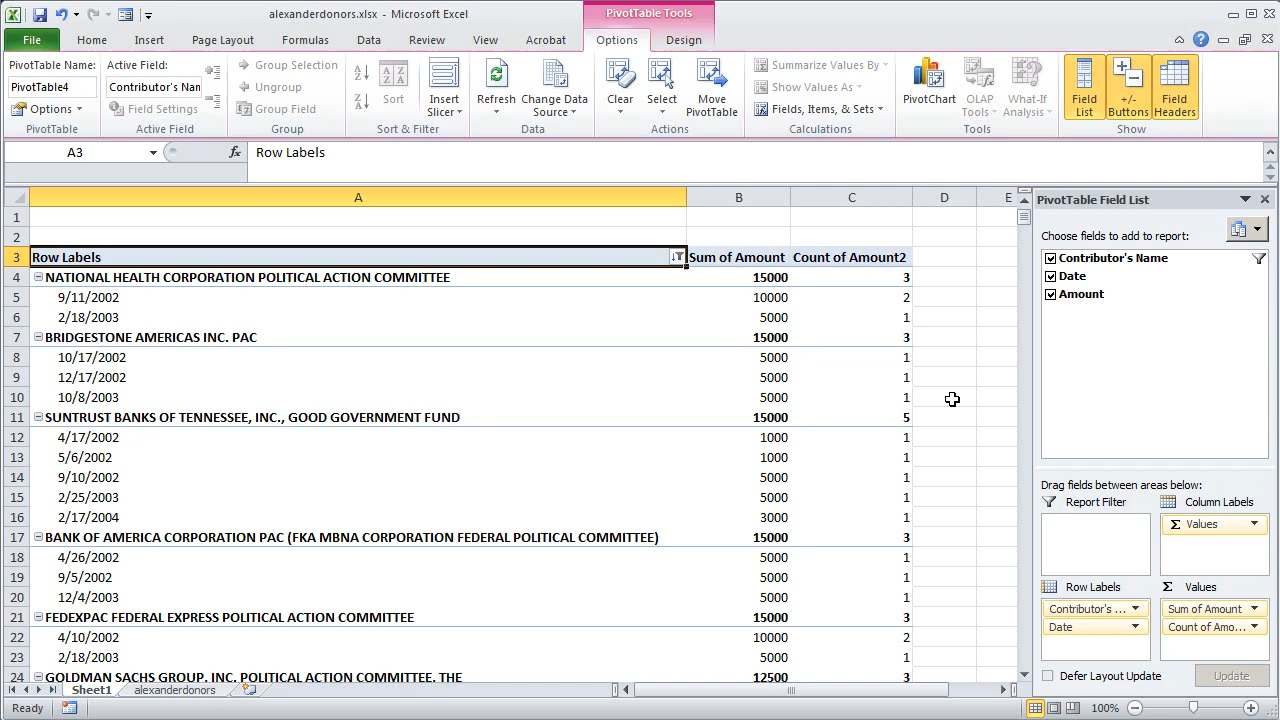 alexanderdonors.xlsx - Microsoft Excel
PivotTable Tools
File Home Insert Page Layout Formulas Data Review View Acrobat Options Design
PivotTable Name:
PivotTable4
Options
PivotTable
Active Field:
Contributor's Nan
Field Settings
Active Field
Group Selection
Ungroup
Group Field
Group
Sort
Insert Slicer
Sort & Filter
Refresh
Change Data Source
Data
Clear
Select
Move PivotTable
Actions
Summarize Values By
Show Values As
Fields, Items, & Sets
Calculations
PivotChart
OLAP Tools
What-If Analysis
Tools
Field List
+/- Buttons
Field Headers
Show
A3 fx Row Labels
A B C D E
1
2
3 Row Labels Sum of Amount Count of Amount2
4 NATIONAL HEALTH CORPORATION POLITICAL ACTION COMMITTEE 15000 3
5 9/11/2002 10000 2
6 2/18/2003 5000 1
7 BRIDGESTONE AMERICAS INC. PAC 15000 3
8 10/17/2002 5000 1
9 12/17/2002 5000 1
10 10/8/2003 5000 1
11 SUNTRUST BANKS OF TENNESSEE, INC., GOOD GOVERNMENT FUND 15000 5
12 4/17/2002 1000 1
13 5/6/2002 1000 1
14 9/10/2002 5000 1
15 2/25/2003 5000 1
16 2/17/2004 3000 1
17 BANK OF AMERICA CORPORATION PAC (FKA MBNA CORPORATION FEDERAL POLITICAL COMMITTEE) 15000 3
18 4/26/2002 5000 1
19 9/5/2002 5000 1
20 12/4/2003 5000 1
21 FEDEXPAC FEDERAL EXPRESS POLITICAL ACTION COMMITTEE 15000 3
22 4/10/2002 10000 2
23 2/18/2003 5000 1
24 GOLDMAN SACHS GROUP, INC. POLITICAL ACTION COMMITTEE, THE 12500 3
PivotTable Field List
Choose fields to add to report:
Contributor's Name
Date
Amount
Drag fields between areas below:
Report Filter
Column Labels
Σ Values
Row Labels
Σ Values
Contributor's ...
Sum of Amount
Date
Count of Amo...
Defer Layout Update
Update
Sheet1 alexanderdonors
Ready
100%